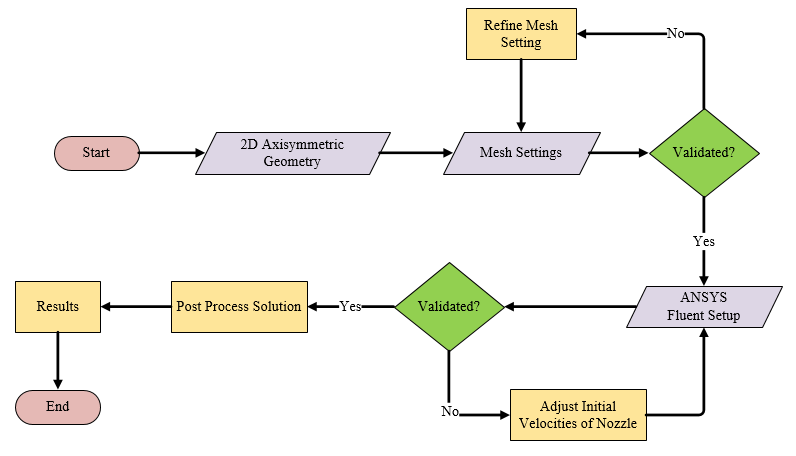 Refine Mesh
Setting
No
Start
2D Axisymmetric
Geometry
Mesh Settings
Validated?
Yes
ANSYS
Fluent Setup
Validated?
Yes
Post Process Solution
Results
End
No
Adjust Initial
Velocities of Nozzle